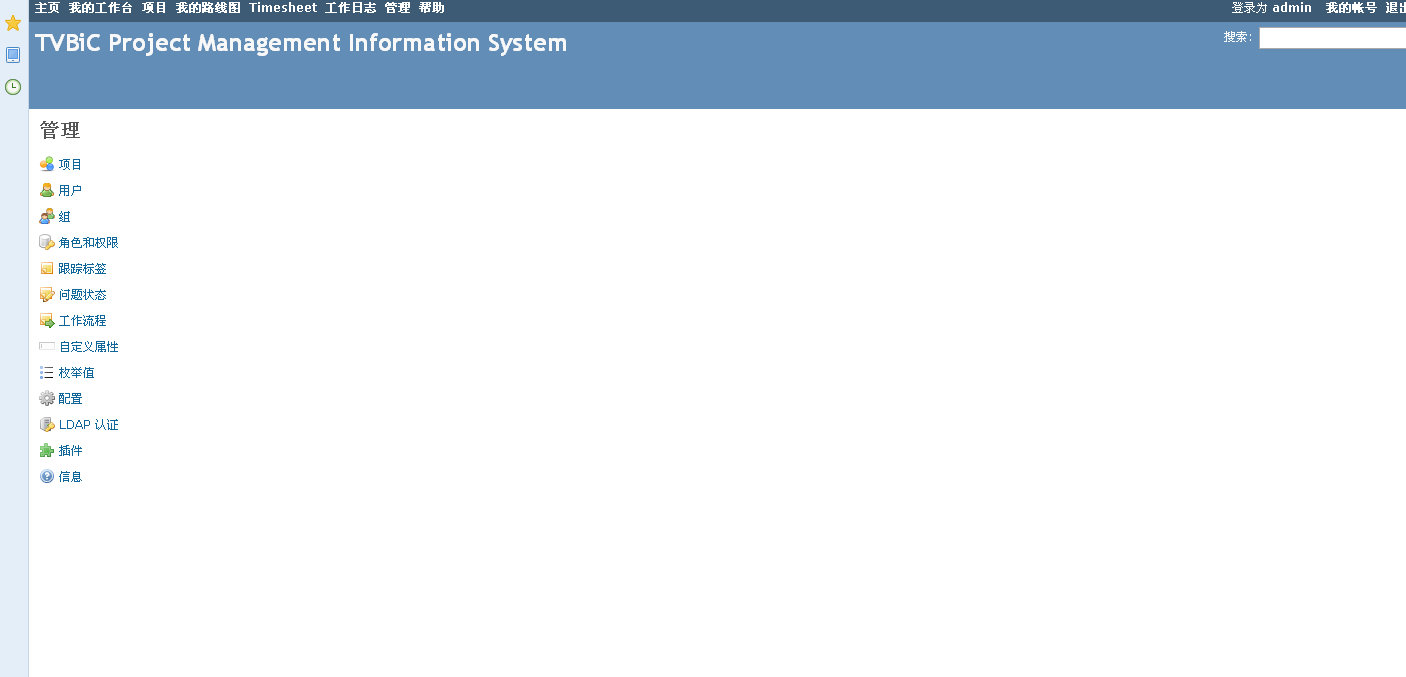 主页 我的工作台 项目 我的路线图 Timesheet 工作日志 管理 帮助 登录为 admin 我的帐号 退出
TVBiC Project Management Information System 搜索:
管理
项目
用户
组
角色和权限
跟踪标签
问题状态
工作流程
自定义属性
枚举值
配置
LDAP 认证
插件
信息